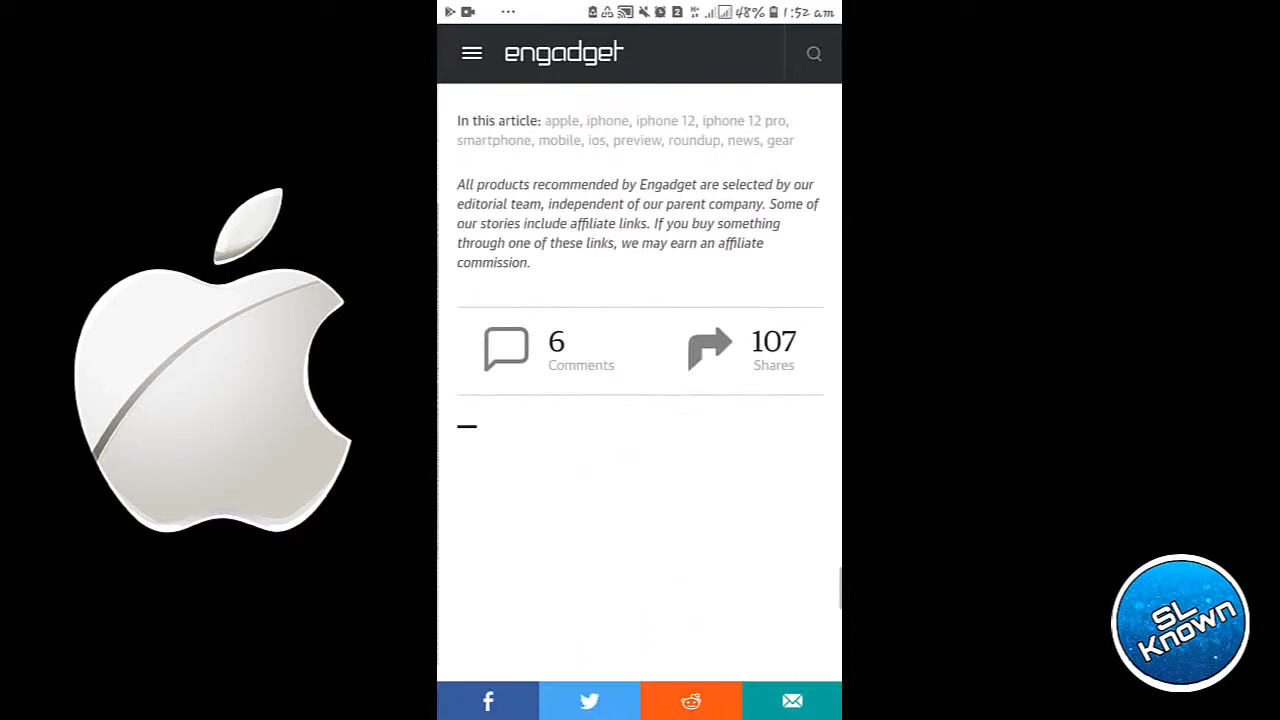 48% 1:52 am
engadget
In this article: apple, iphone, iphone 12, iphone 12 pro,
smartphone, mobile, ios, preview, roundup, news, gear
All products recommended by Engadget are selected by our
editorial team, independent of our parent company. Some of
our stories include affiliate links. If you buy something
through one of these links, we may earn an affiliate
commission.
6
Comments
107
Shares
SL
Known